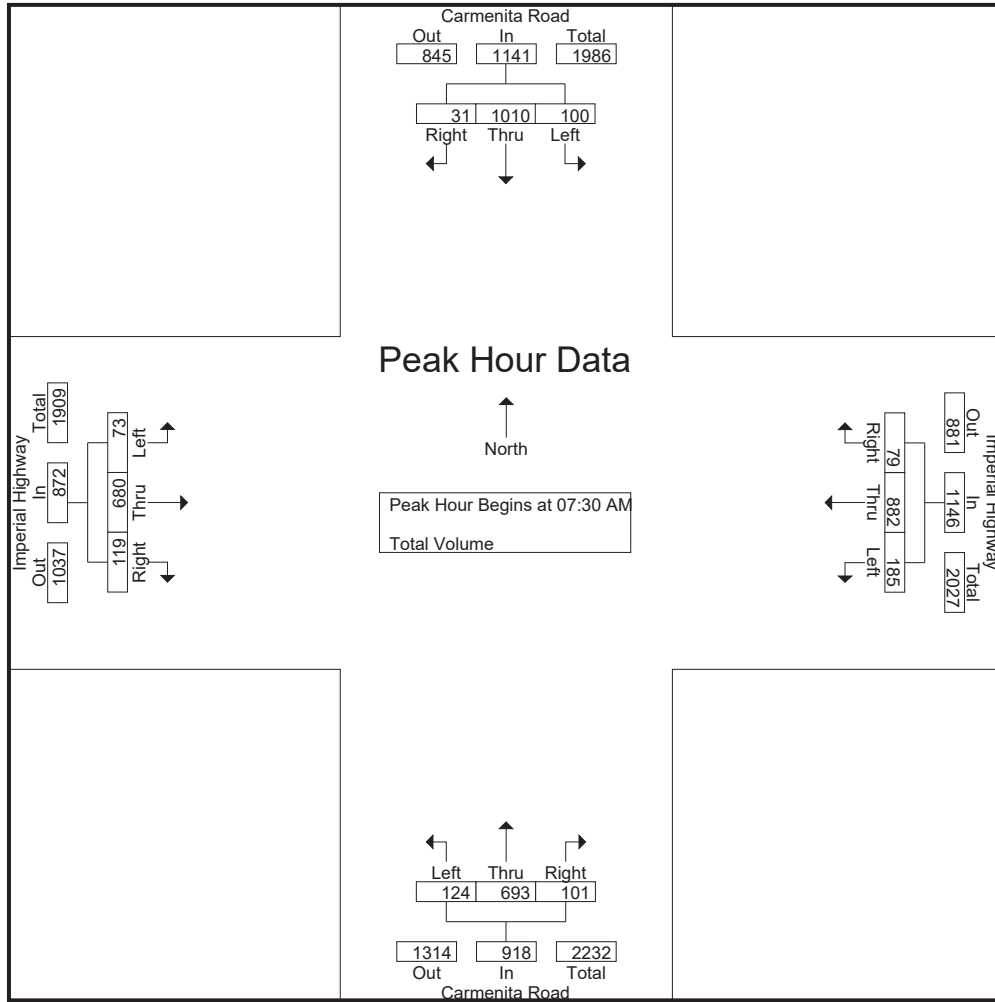 Carmenita Road
Out In Total
845 1141 1986
31 1010 100
Right Thru Left
Peak Hour Data
North
Peak Hour Begins at 07:30 AM
Total Volume
Imperial Highway
Out In Total
1037 872 1909
Left Thru Right
73 680 119
Imperial Highway
Out In Total
881 1146 2027
Right Thru Left
79 882 185
Left Thru Right
124 693 101
1314 918 2232
Out In Total
Carmenita Road